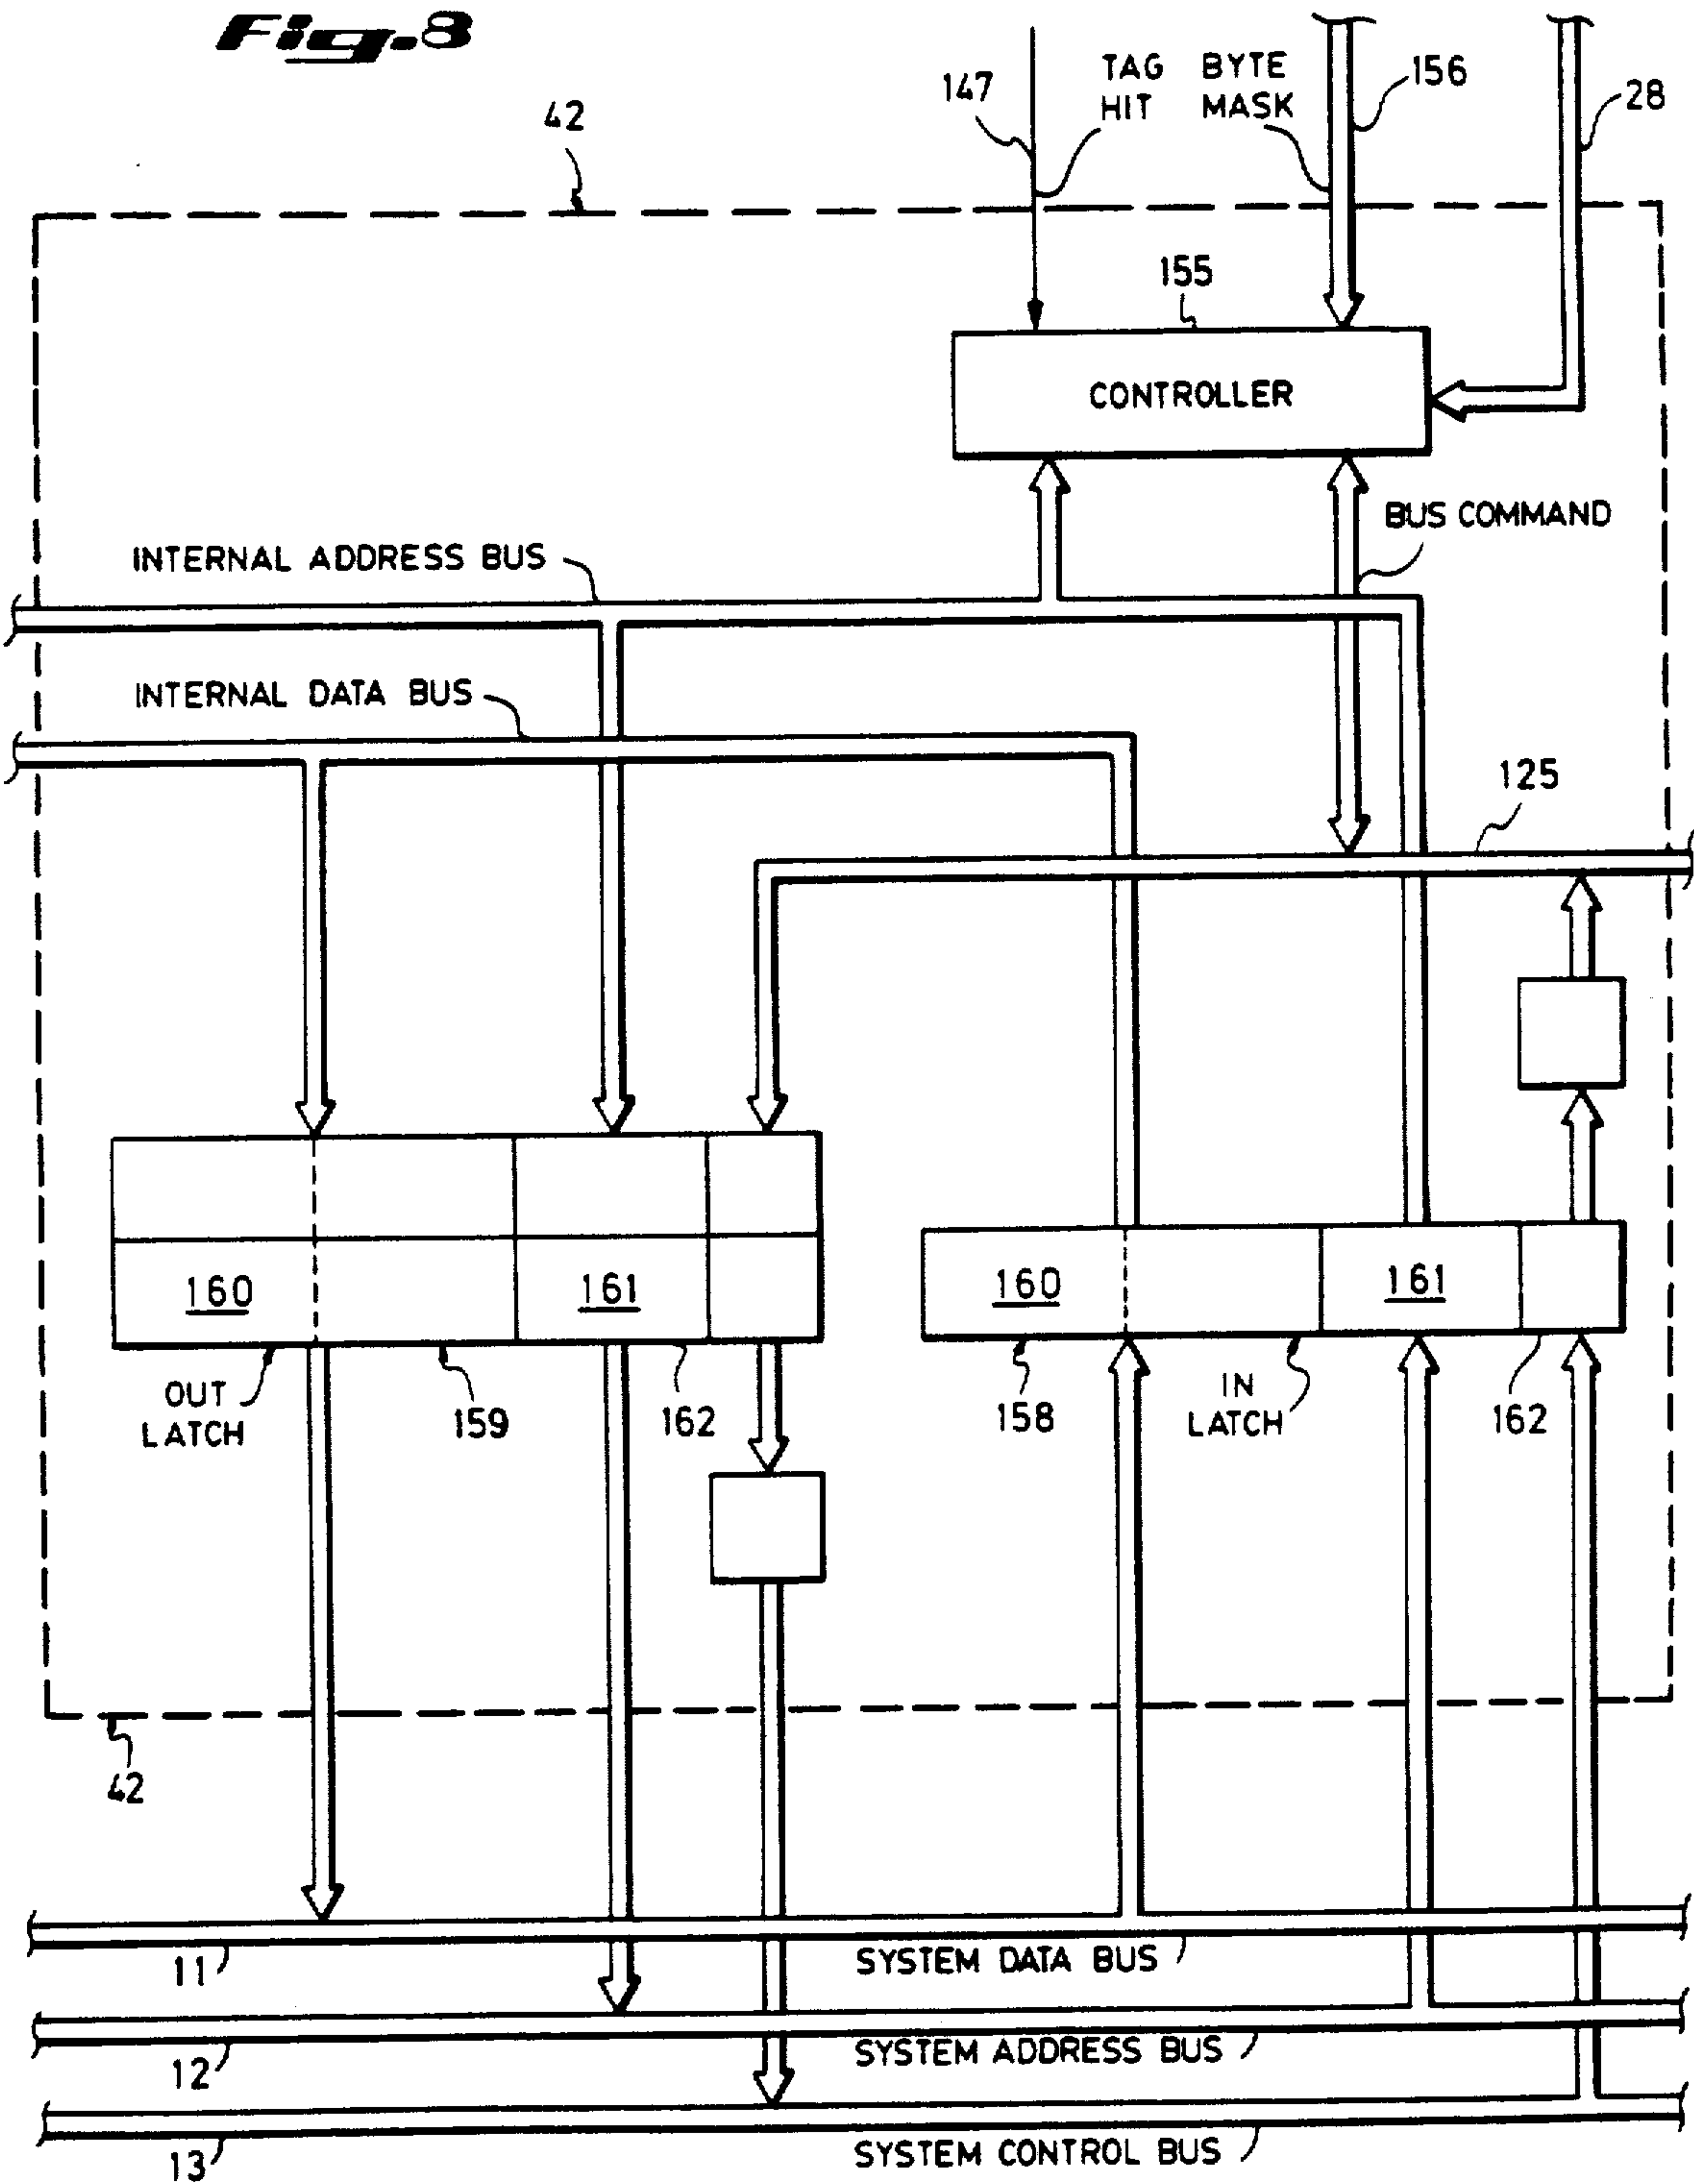 Fig.8
42
147
TAG HIT
BYTE MASK
156
28
155
CONTROLLER
BUS COMMAND
INTERNAL ADDRESS BUS
INTERNAL DATA BUS
125
160
161
160
161
OUT LATCH
159
162
158
IN LATCH
162
42
11
SYSTEM DATA BUS
12
SYSTEM ADDRESS BUS
13
SYSTEM CONTROL BUS